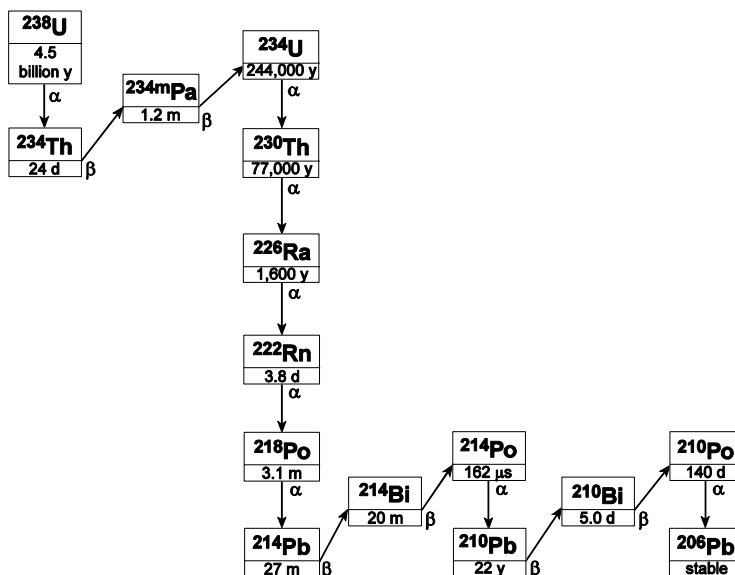 ²³⁸U
4.5
billion y
α
²³⁴Th
24 d
β
²³⁴ᵐPa
1.2 m
β
²³⁴U
244,000 y
α
²³⁰Th
77,000 y
α
²²⁶Ra
1,600 y
α
²²²Rn
3.8 d
α
²¹⁸Po
3.1 m
α
²¹⁴Pb
27 m
β
²¹⁴Bi
20 m
β
²¹⁴Po
162 µs
α
²¹⁰Pb
22 y
β
²¹⁰Bi
5.0 d
β
²¹⁰Po
140 d
α
²⁰⁶Pb
stable